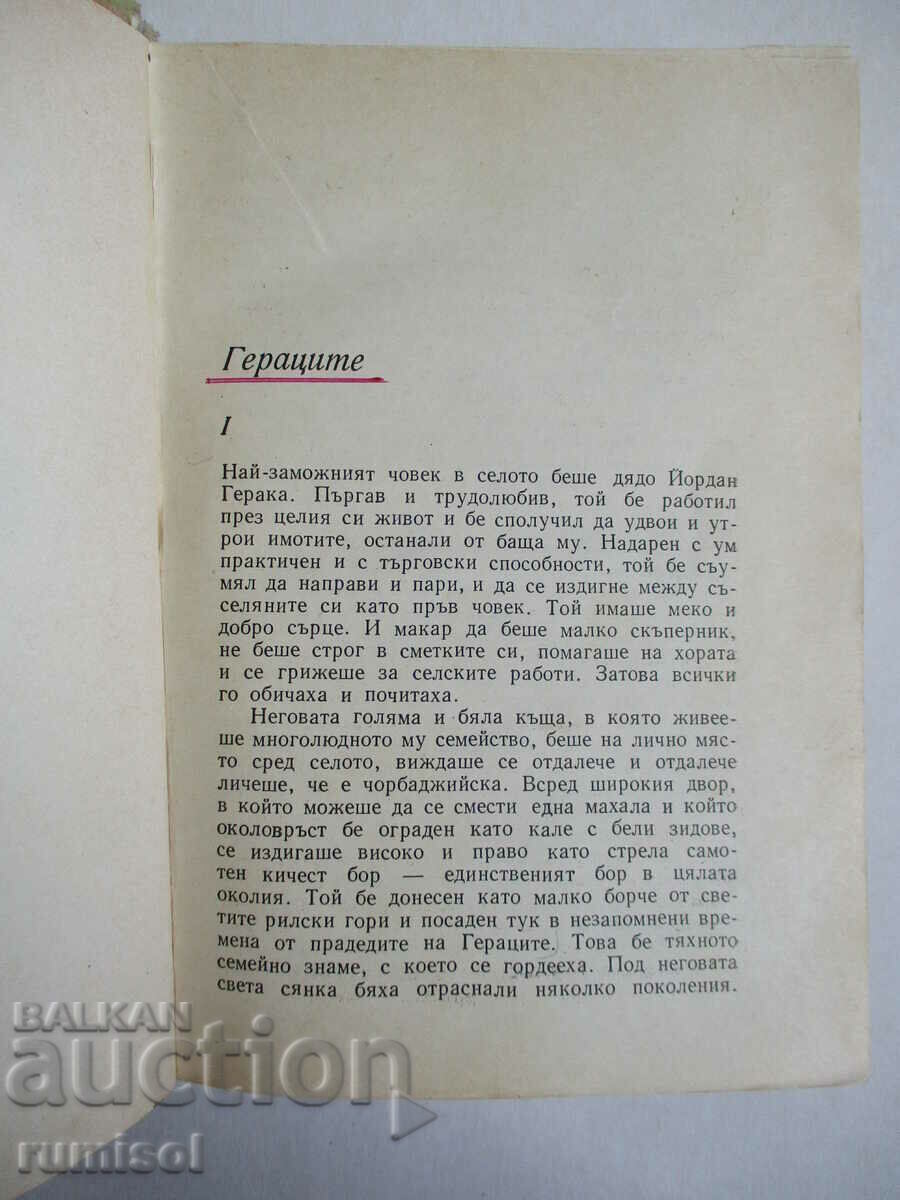 Гераците
I
Най-заможният човек в селото беше дядо Йордан
Герака. Пъргав и трудолюбив, той бе работил
през целия си живот и бе сполучил да удвои и ут-
рои имотите, останали от баща му. Надарен с ум
практичен и с търговски способности, той бе съу-
мял да направи и пари, и да се издигне между съ-
селяните си като пръв човек. Той имаше меко и
добро сърце. И макар да беше малко скъперник,
не беше строг в сметките си, помагаше на хората
и се грижеше за селските работи. Затова всички
го обичаха и почитаха.
Неговата голяма и бяла къща, в която живее-
ше многолюдното му семейство, беше на лично мяс-
то сред селото, виждаше се отдалече и отдалече
личеше, че е чорбаджийска. Всред широкия двор,
в който можеше да се смести една махала и който
околовръст бе ограден като кале с бели зидове,
се издигаше високо и право като стрела само-
тен кичест бор — единственият бор в цялата
околия. Той бе донесен като малко борче от све-
тите рилски гори и посаден тук в незапомнени вре-
мена от прадедите на Гераците. Това бе тяхното
семейно знаме, с което се гордееха. Под неговата
света сянка бяха отраснали няколко поколения.
BALKAN
auction
rumisol